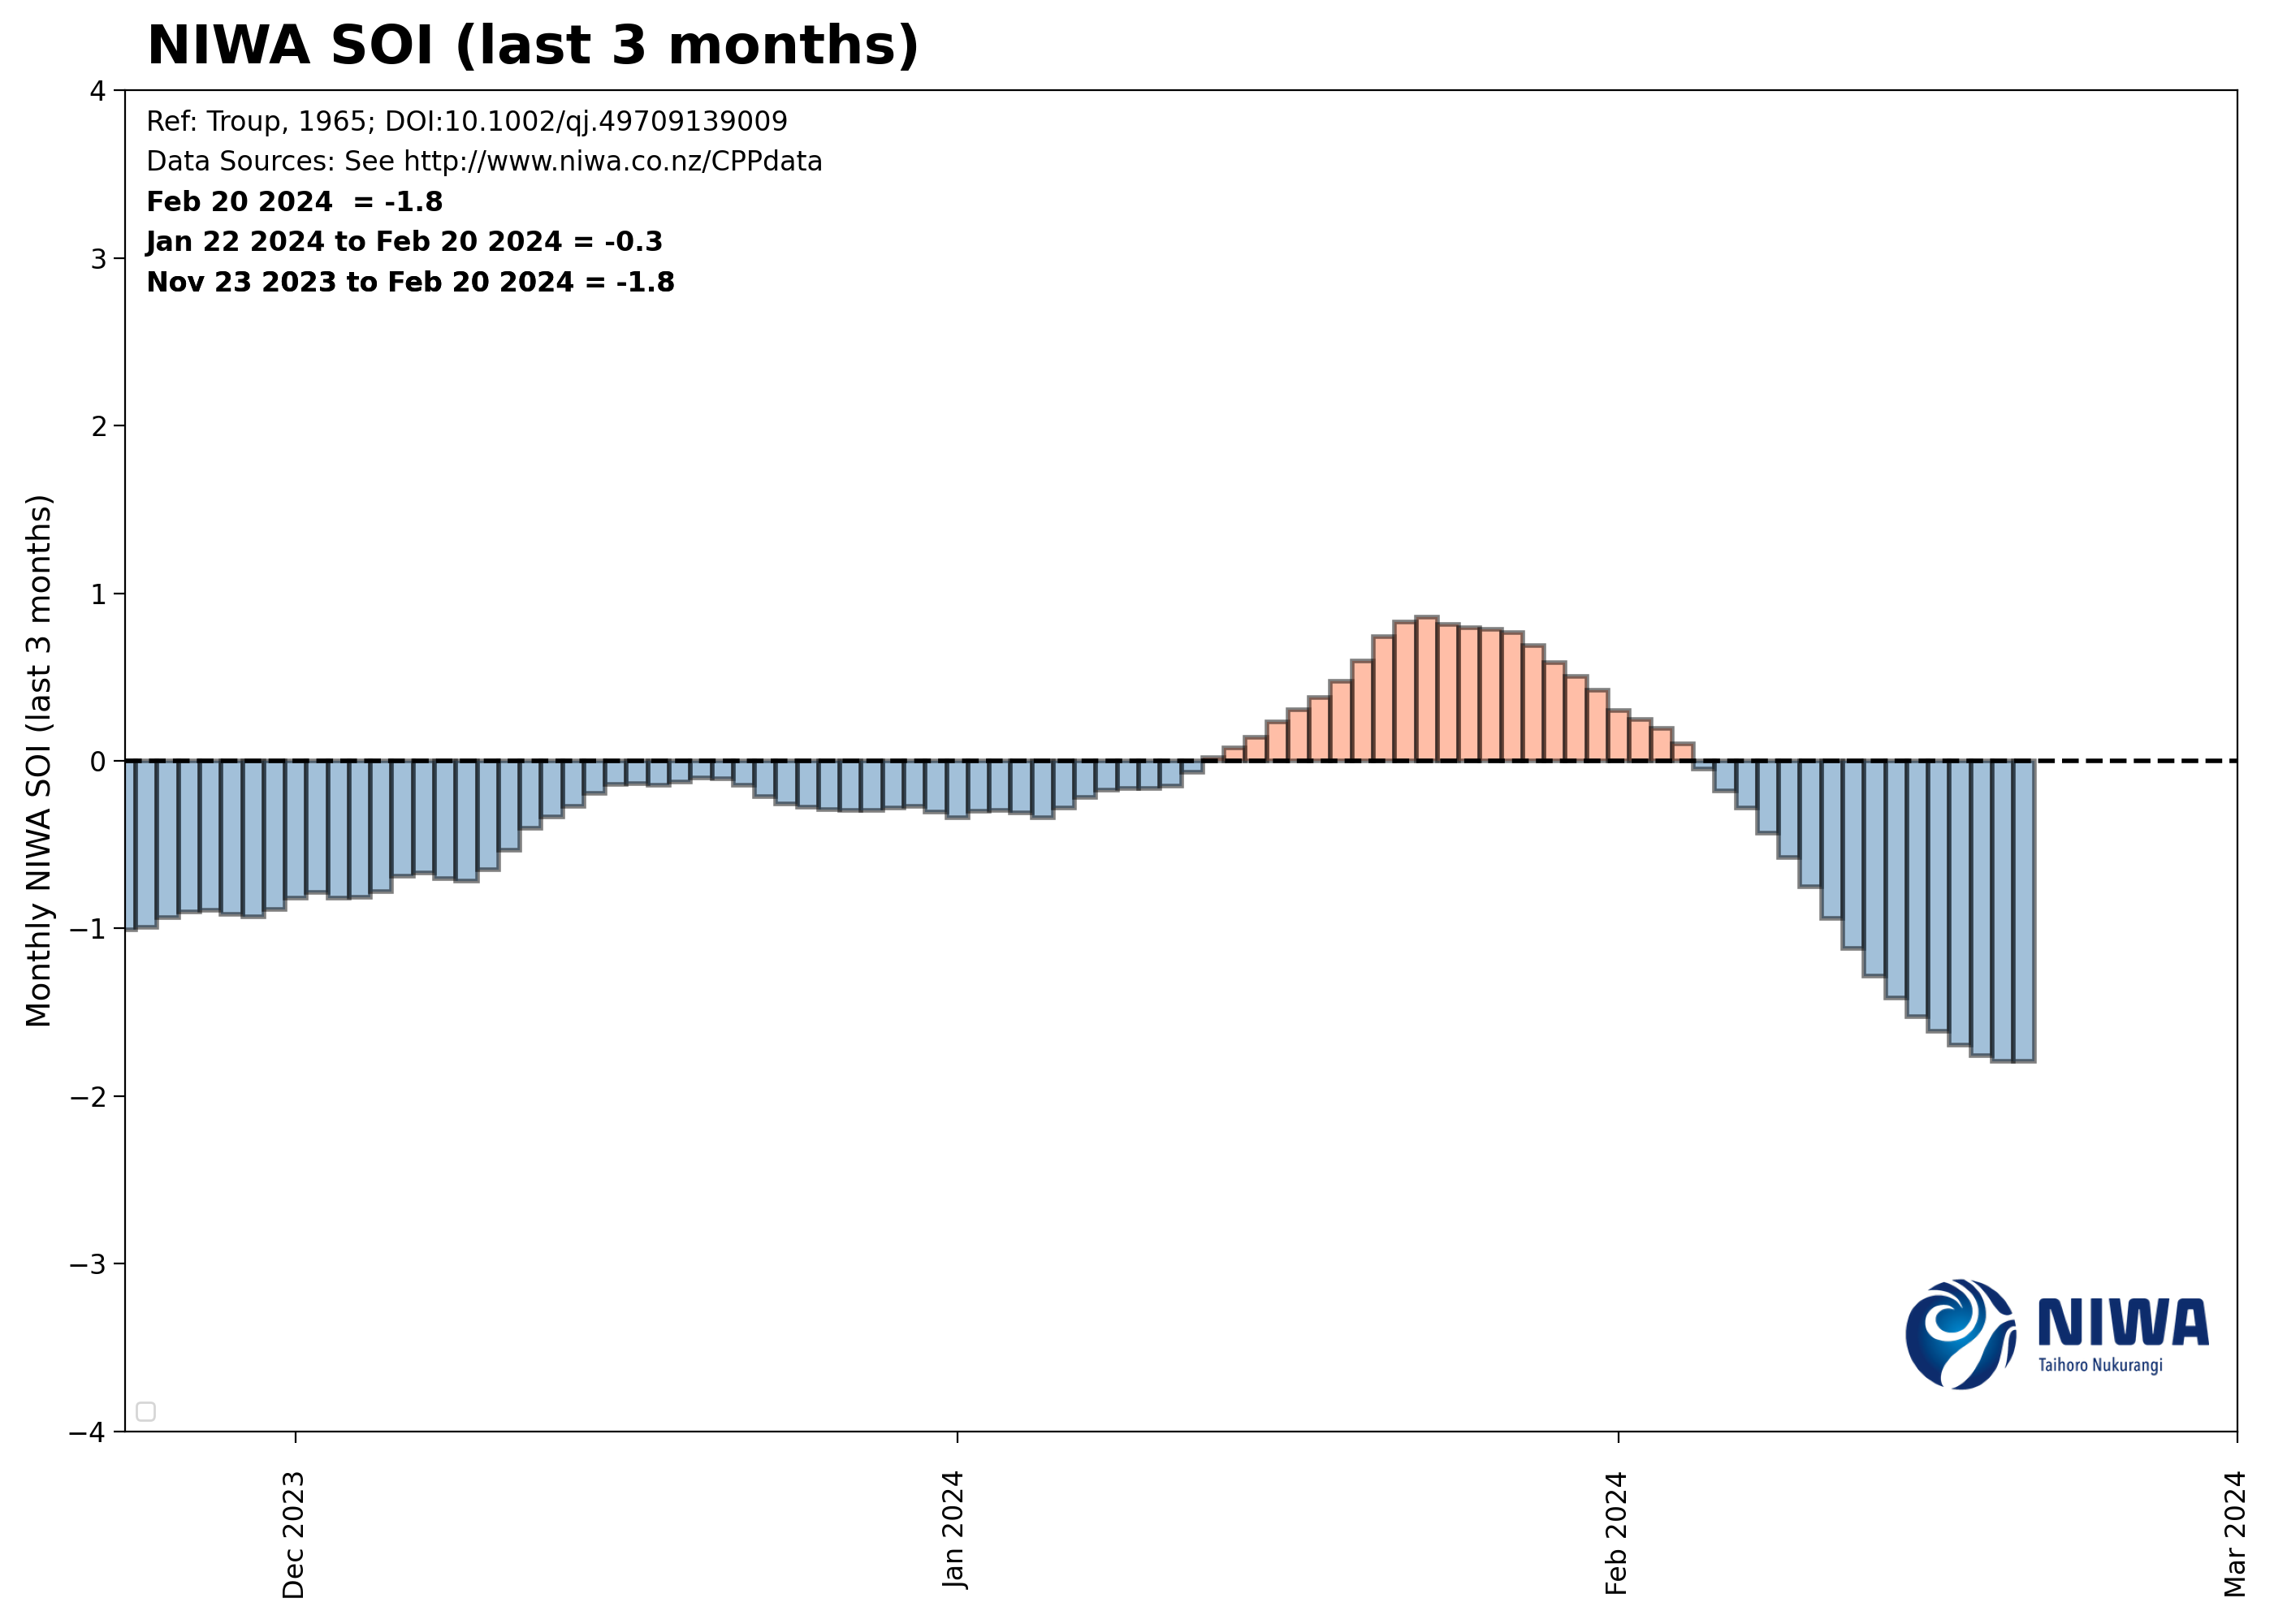 NIWA SOI (last 3 months)
Ref: Troup, 1965; DOI:10.1002/qj.49709139009
Data Sources: See http://www.niwa.co.nz/CPPdata
Feb 20 2024  = -1.8
Jan 22 2024 to Feb 20 2024 = -0.3
Nov 23 2023 to Feb 20 2024 = -1.8
Monthly NIWA SOI (last 3 months)
4
3
2
1
0
−1
−2
−3
−4
Dec 2023
Jan 2024
Feb 2024
Mar 2024
NIWA
Taihoro Nukurangi